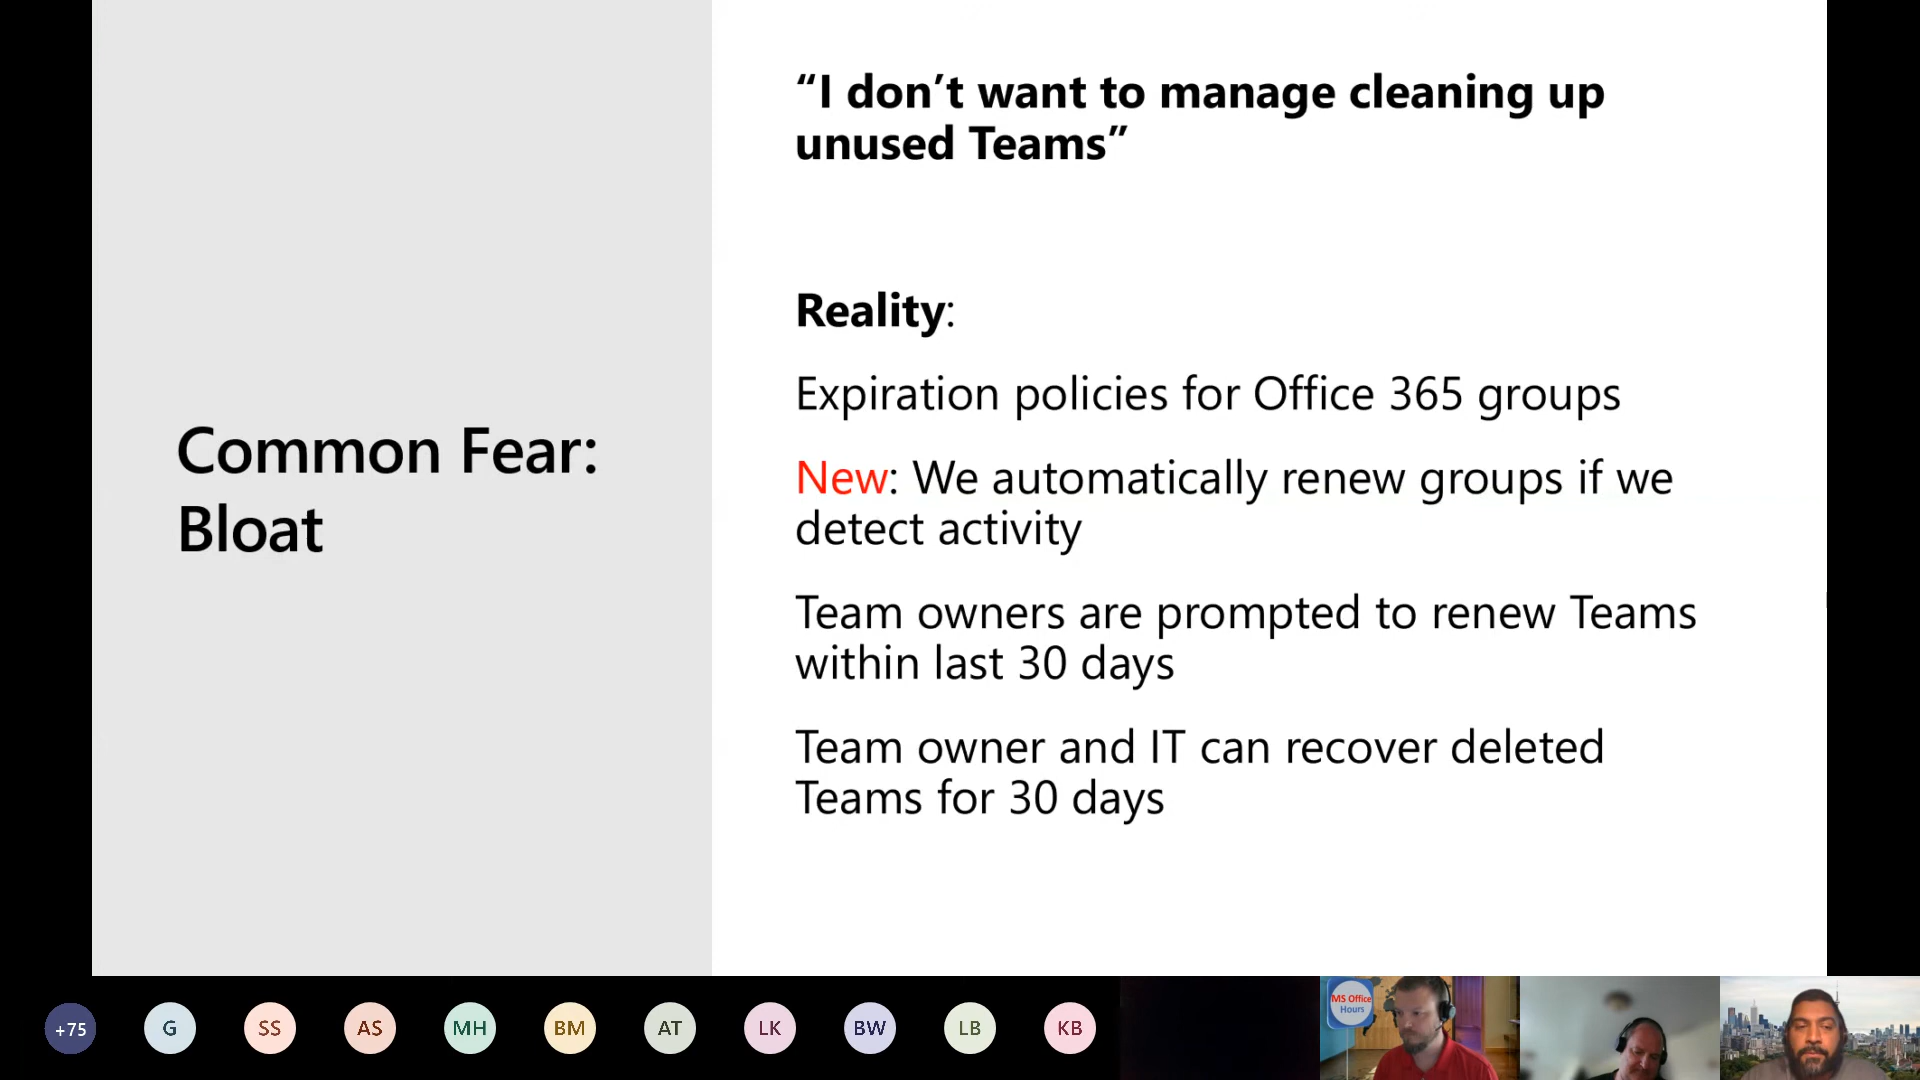 “I don’t want to manage cleaning up
unused Teams”
Reality:
Expiration policies for Office 365 groups
New: We automatically renew groups if we
detect activity
Team owners are prompted to renew Teams
within last 30 days
Team owner and IT can recover deleted
Teams for 30 days
Common Fear:
Bloat
+75
G
SS
AS
MH
BM
AT
LK
BW
LB
KB
MS Office
Hours